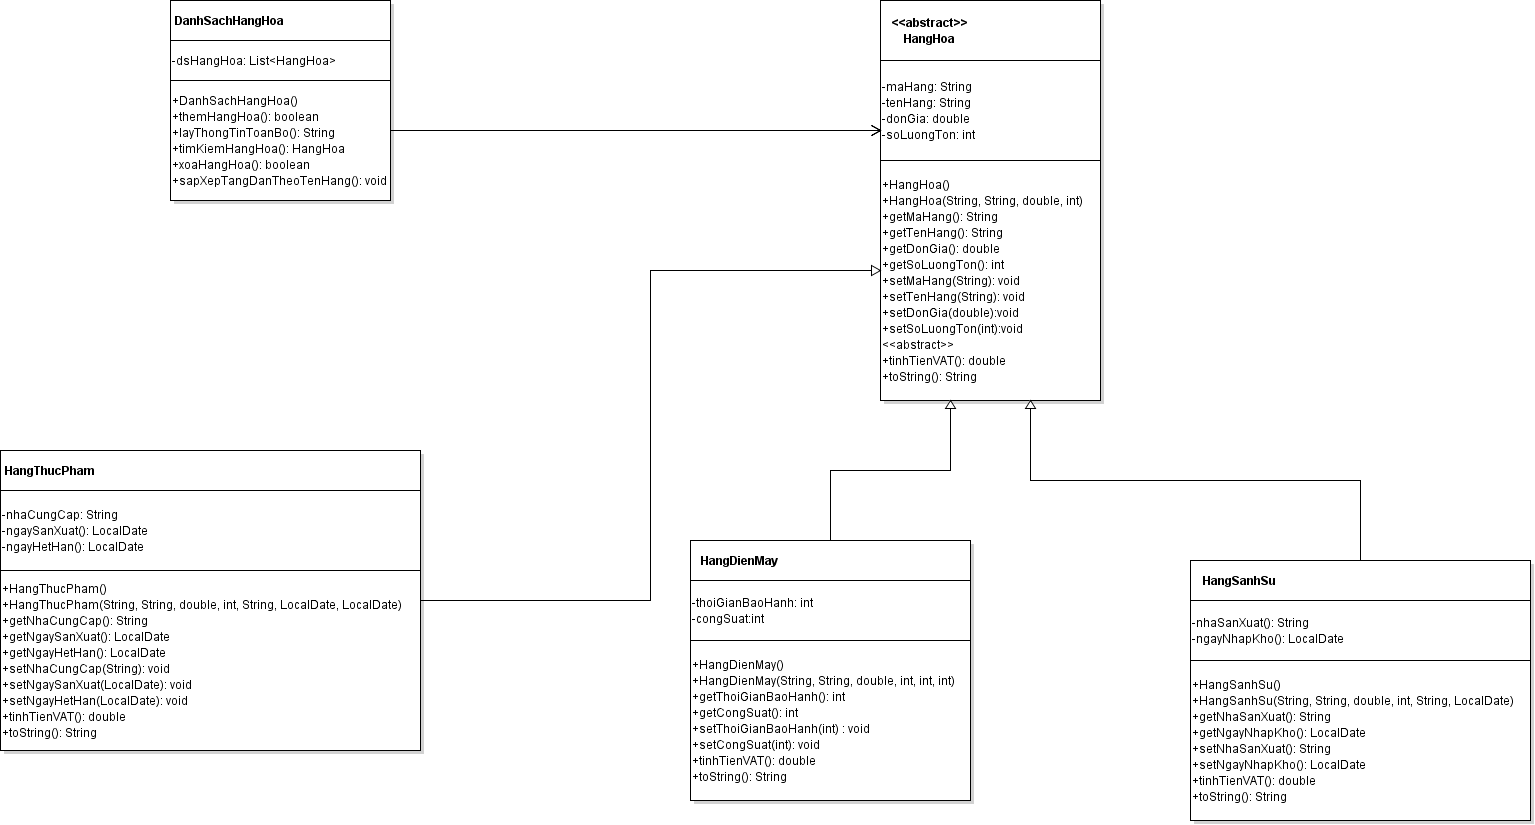 DanhSachHangHoa
-dsHangHoa: List<HangHoa>
+DanhSachHangHoa()
+themHangHoa(): boolean
+layThongTinToanBo(): String
+timKiemHangHoa(): HangHoa
+xoaHangHoa(): boolean
+sapXepTangDanTheoTenHang(): void
<<abstract>>
HangHoa
-maHang: String
-tenHang: String
-donGia: double
-soLuongTon: int
+HangHoa()
+HangHoa(String, String, double, int)
+getMaHang(): String
+getTenHang(): String
+getDonGia(): double
+getSoLuongTon(): int
+setMaHang(String): void
+setTenHang(String): void
+setDonGia(double):void
+setSoLuongTon(int):void
<<abstract>>
+tinhTienVAT(): double
+toString(): String
HangThucPham
-nhaCungCap: String
-ngaySanXuat(): LocalDate
-ngayHetHan(): LocalDate
+HangThucPham()
+HangThucPham(String, String, double, int, String, LocalDate, LocalDate)
+getNhaCungCap(): String
+getNgaySanXuat(): LocalDate
+getNgayHetHan(): LocalDate
+setNhaCungCap(String): void
+setNgaySanXuat(LocalDate): void
+setNgayHetHan(LocalDate): void
+tinhTienVAT(): double
+toString(): String
HangDienMay
-thoiGianBaoHanh: int
-congSuat:int
+HangDienMay()
+HangDienMay(String, String, double, int, int, int)
+getThoiGianBaoHanh(): int
+getCongSuat(): int
+setThoiGianBaoHanh(int) : void
+setCongSuat(int): void
+tinhTienVAT(): double
+toString(): String
HangSanhSu
-nhaSanXuat(): String
-ngayNhapKho(): LocalDate
+HangSanhSu()
+HangSanhSu(String, String, double, int, String, LocalDate)
+getNhaSanXuat(): String
+getNgayNhapKho(): LocalDate
+setNhaSanXuat(): String
+setNgayNhapKho(): LocalDate
+tinhTienVAT(): double
+toString(): String